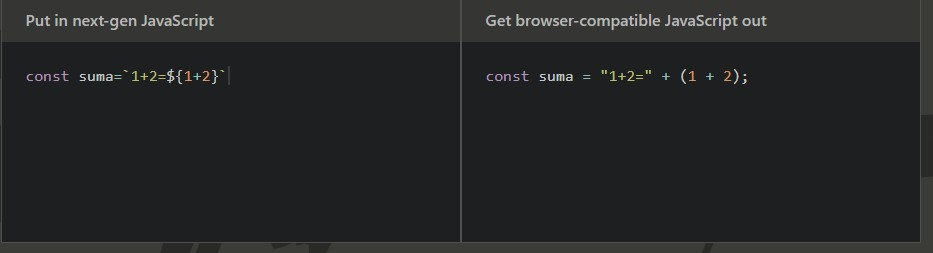 Put in next-gen JavaScript
Get browser-compatible JavaScript out
const suma=`1+2=${1+2}`
const suma = "1+2=" + (1 + 2);